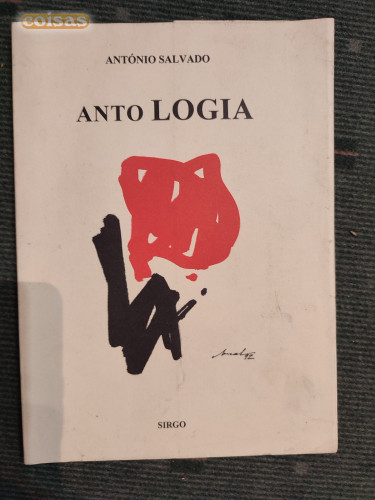 coisas
ANTÓNIO SALVADO
ANTO LOGIA
SIRGO